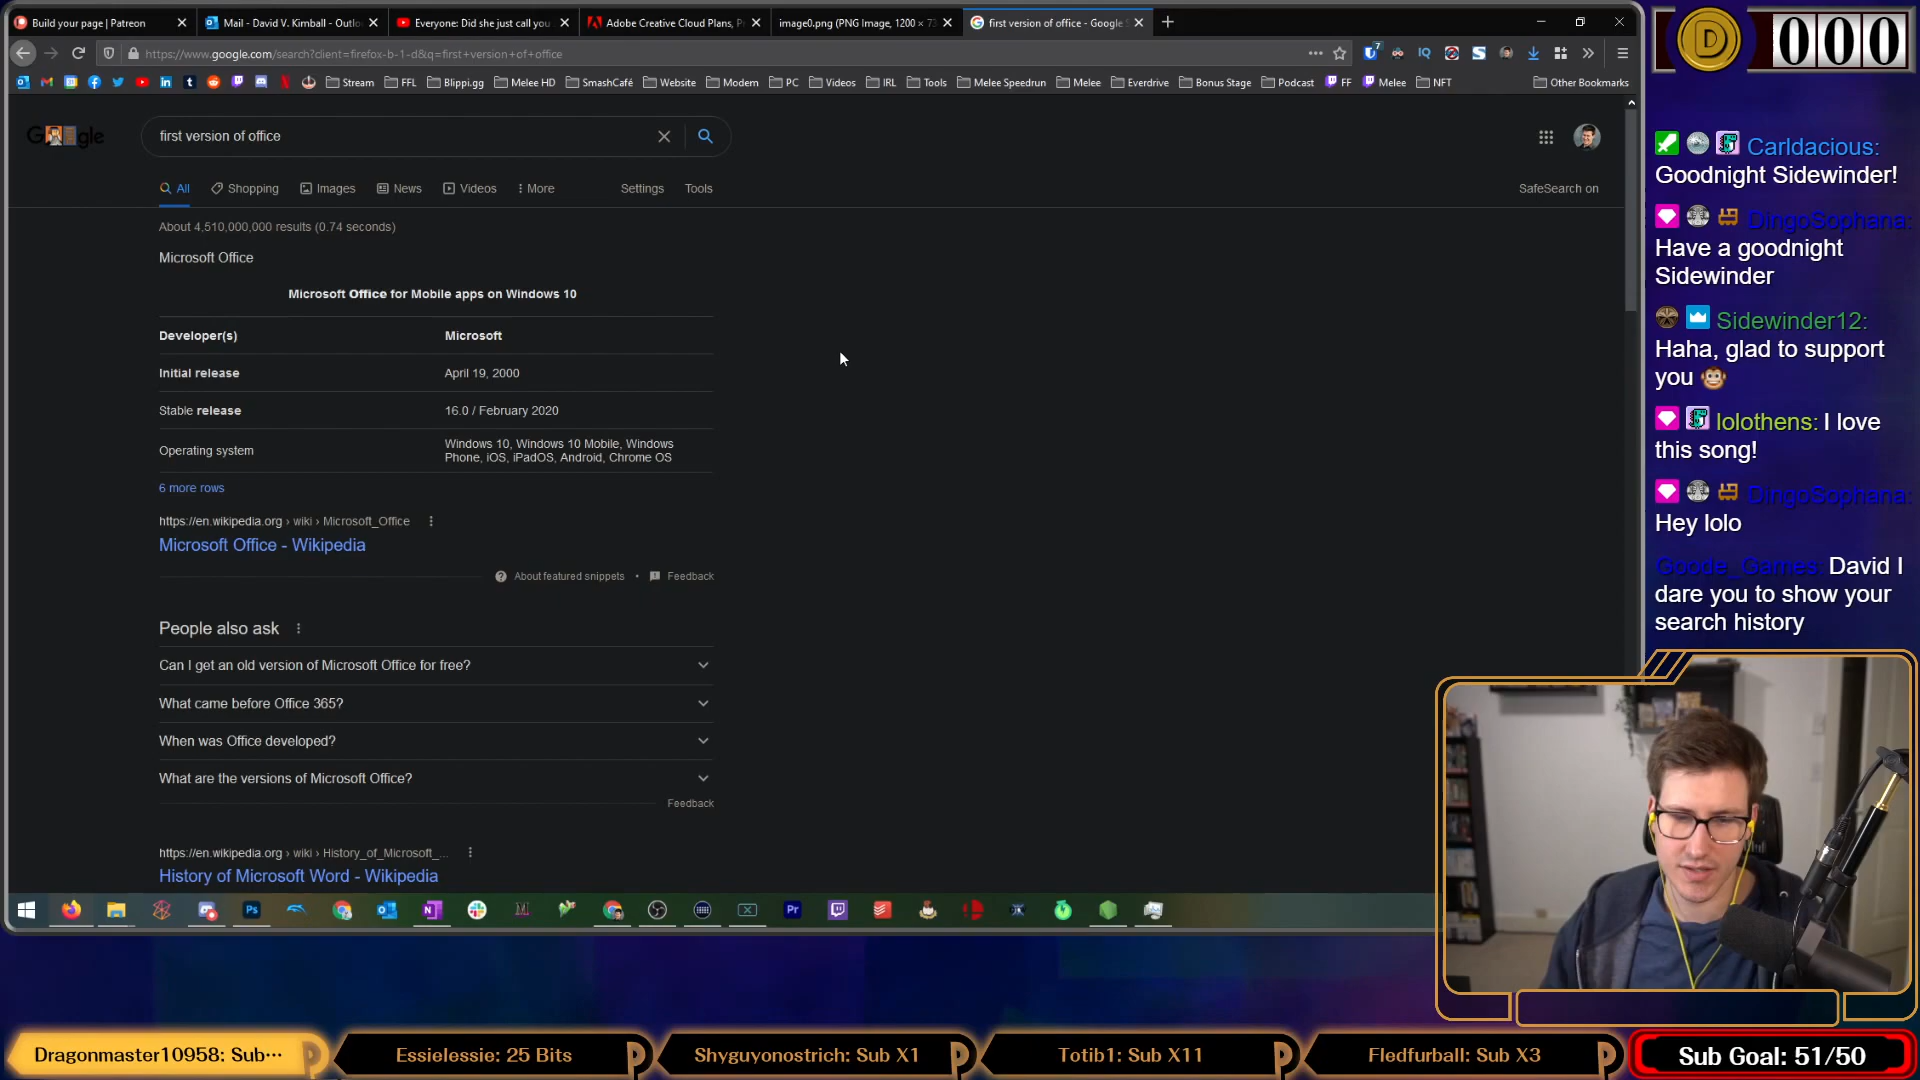 Build your page | Patreon
Mail - David V. Kimball - Outlo
Everyone: Did she just call you
Adobe Creative Cloud Plans, P
image0.png (PNG Image, 1200 × 73
first version of office - Google S
https://www.google.com/search?client=firefox-b-1-d&q=first+version+of+office
Stream
FFL
Blippi.gg
Melee HD
SmashCafé
Website
Modern
PC
Videos
IRL
Tools
Melee Speedrun
Melee
Everdrive
Bonus Stage
Podcast
FF
Melee
NFT
Other Bookmarks
first version of office
All
Shopping
Images
News
Videos
More
Settings
Tools
SafeSearch on
About 4,510,000,000 results (0.74 seconds)
Microsoft Office
Microsoft Office for Mobile apps on Windows 10
Developer(s) Microsoft
Initial release April 19, 2000
Stable release 16.0 / February 2020
Operating system Windows 10, Windows 10 Mobile, Windows
Phone, iOS, iPadOS, Android, Chrome OS
6 more rows
https://en.wikipedia.org › wiki › Microsoft_Office
Microsoft Office - Wikipedia
About featured snippets • Feedback
People also ask
Can I get an old version of Microsoft Office for free?
What came before Office 365?
When was Office developed?
What are the versions of Microsoft Office?
Feedback
https://en.wikipedia.org › wiki › History_of_Microsoft_...
History of Microsoft Word - Wikipedia
D 000
Carldacious:
Goodnight Sidewinder!
DingoSophana:
Have a goodnight
Sidewinder
Sidewinder12:
Haha, glad to support
you
lolothens: I love
this song!
DingoSophana:
Hey lolo
Goode_Games: David I
dare you to show your
search history
Dragonmaster10958: Sub...
Essielessie: 25 Bits
Shyguyonostrich: Sub X1
Totib1: Sub X11
Fledfurball: Sub X3
Sub Goal: 51/50